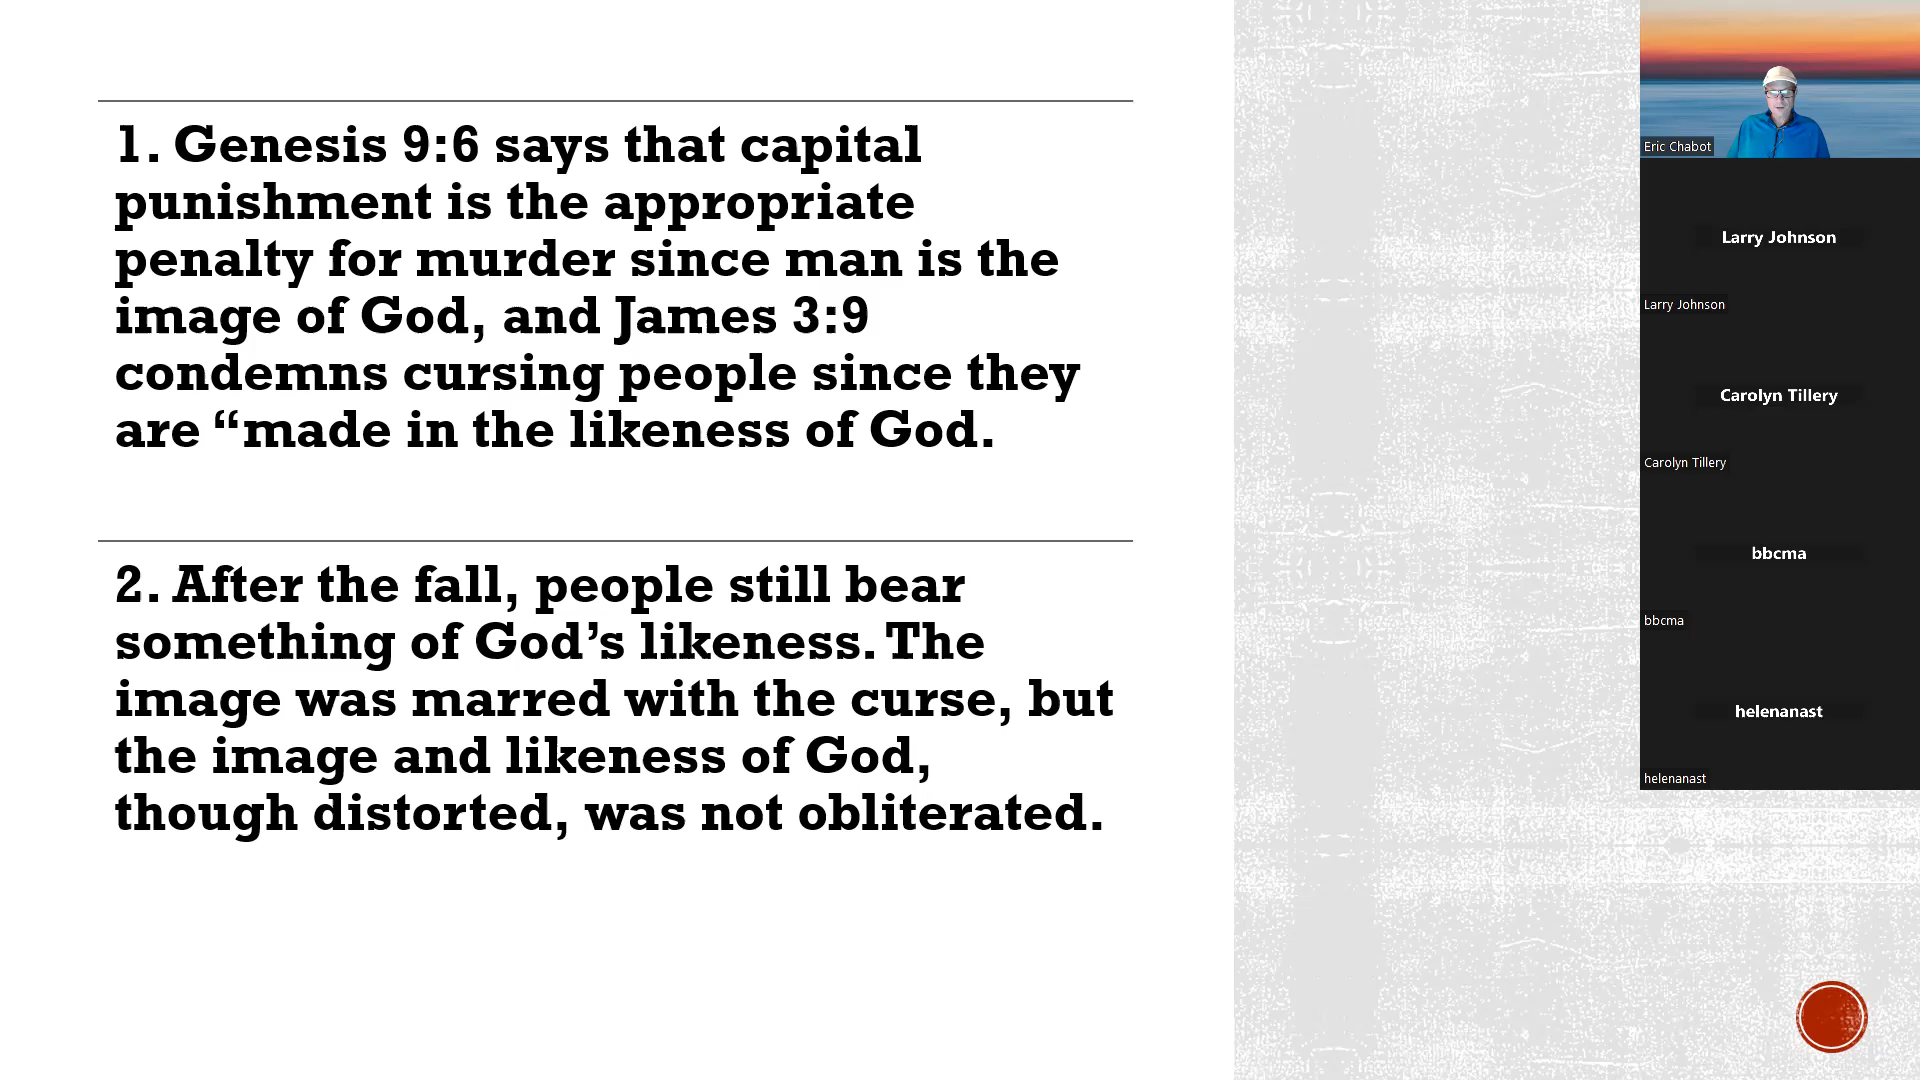 1. Genesis 9:6 says that capital
punishment is the appropriate
penalty for murder since man is the
image of God, and James 3:9
condemns cursing people since they
are “made in the likeness of God.
2. After the fall, people still bear
something of God’s likeness. The
image was marred with the curse, but
the image and likeness of God,
though distorted, was not obliterated.
Eric Chabot
Larry Johnson
Larry Johnson
Carolyn Tillery
Carolyn Tillery
bbcma
bbcma
helenanast
helenanast